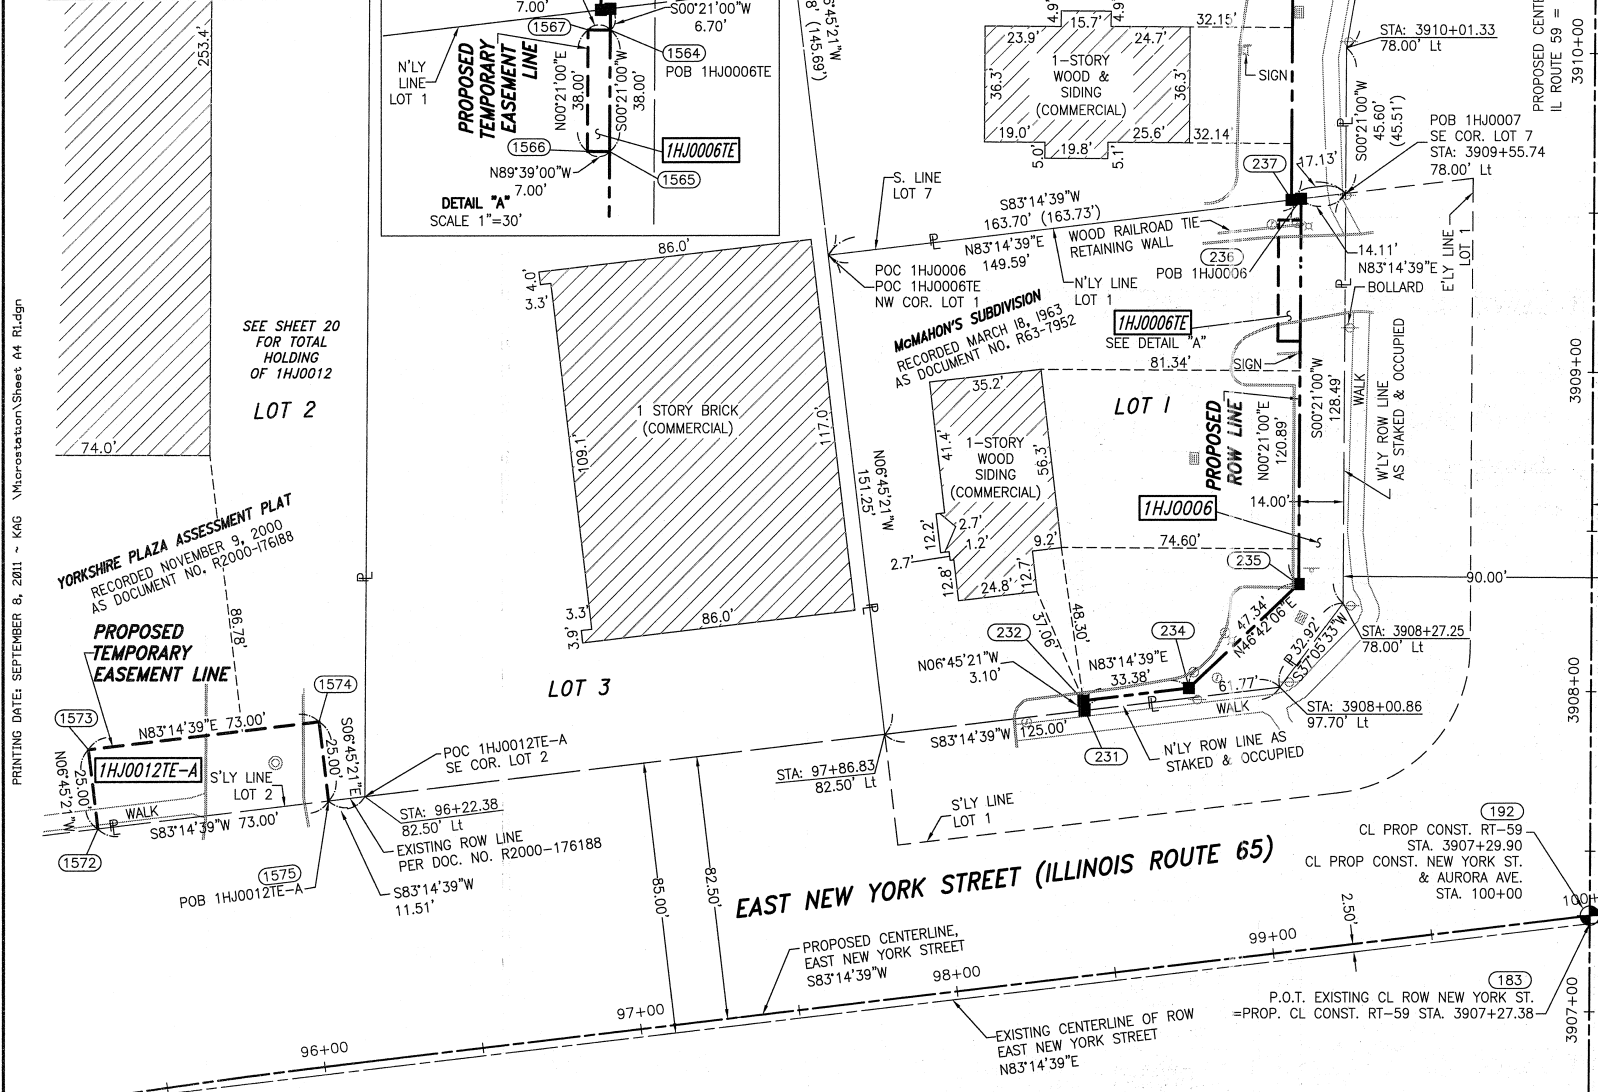 253.4'
7.00'
1567
S00°21'00"W
6.70'
1564
POB 1HJ0006TE
N'LY
LINE
LOT 1
PROPOSED
TEMPORARY
EASEMENT
LINE
N00°21'00"E
38.00'
S00°21'00"W
38.00'
1566
1HJ0006TE
N89°39'00"W
7.00'
1565
DETAIL "A"
SCALE 1"=30'
45'21"W
8' (145.69')
4.9'
15.7'
4.9'
32.15'
23.9'
24.7'
1-STORY
WOOD &
SIDING
(COMMERCIAL)
36.3'
36.3'
19.0'
25.6'
32.14'
5.0'
19.8'
5.1'
SIGN
STA: 3910+01.33
78.00' Lt
PROPOSED CENTE
IL ROUTE 59 =
3910+00
S00°21'00"W
45.60'
(45.51')
POB 1HJ0007
SE COR. LOT 7
STA: 3909+55.74
78.00' Lt
237
17.13'
S. LINE
LOT 7
S83°14'39"W
163.70' (163.73')
N83°14'39"E
149.59'
WOOD RAILROAD TIE
RETAINING WALL
236
POB 1HJ0006
14.11'
N83°14'39"E
BOLLARD
E'LY LINE
LOT 1
POC 1HJ0006
POC 1HJ0006TE
NW COR. LOT 1
N'LY LINE
LOT 1
McMAHON'S SUBDIVISION
RECORDED MARCH 18, 1963
AS DOCUMENT NO. R63-7952
1HJ0006TE
SEE DETAIL "A"
81.34'
SIGN
86.0'
4.0'
3.3'
1 STORY BRICK
(COMMERCIAL)
109.1'
117.0'
3.3'
3.9'
86.0'
SEE SHEET 20
FOR TOTAL
HOLDING
OF 1HJ0012
LOT 2
74.0'
N06°45'21"W
151.25'
35.2'
41.4'
56.3'
1-STORY
WOOD
SIDING
(COMMERCIAL)
12.2'
2.7'
1.2'
2.7'
9.2'
12.8'
24.8'
12.7'
LOT 1
PROPOSED
ROW LINE
N00°21'00"E
120.89'
S00°21'00"W
128.49'
W'LY ROW LINE
AS STAKED & OCCUPIED
WALK
3909+00
14.00'
1HJ0006
74.60'
235
90.00'
47.34'
N46°42'06"E
32.92'
S37°05'33"W
STA: 3908+27.25
78.00' Lt
232
37.06'
48.30'
234
N06°45'21"W
3.10'
N83°14'39"E
33.38'
61.77'
WALK
STA: 3908+00.86
97.70' Lt
3908+00
S83°14'39"W
125.00'
231
N'LY ROW LINE AS
STAKED & OCCUPIED
STA: 97+86.83
82.50' Lt
S'LY LINE
LOT 1
LOT 3
YORKSHIRE PLAZA ASSESSMENT PLAT
RECORDED NOVEMBER 9, 2000
AS DOCUMENT NO. R2000-176188
86.78'
PROPOSED
TEMPORARY
EASEMENT LINE
1574
1573
N83°14'39"E 73.00'
S06°45'21"E
25.00'
N06°45'21"W
25.00'
1HJ0012TE-A
S'LY LINE
LOT 2
WALK
S83°14'39"W 73.00'
1572
POC 1HJ0012TE-A
SE COR. LOT 2
STA: 96+22.38
82.50' Lt
EXISTING ROW LINE
PER DOC. NO. R2000-176188
1575
POB 1HJ0012TE-A
S83°14'39"W
11.51'
85.00'
82.50'
EAST NEW YORK STREET (ILLINOIS ROUTE 65)
192
CL PROP CONST. RT-59
STA. 3907+29.90
CL PROP CONST. NEW YORK ST.
& AURORA AVE.
STA. 100+00
2.50'
100+
PROPOSED CENTERLINE,
EAST NEW YORK STREET
S83°14'39"W
96+00
97+00
98+00
99+00
EXISTING CENTERLINE OF ROW
EAST NEW YORK STREET
N83°14'39"E
183
P.O.T. EXISTING CL ROW NEW YORK ST.
=PROP. CL CONST. RT-59 STA. 3907+27.38
3907+00
PRINTING DATE: SEPTEMBER 8, 2011 ~ KAG \Microstation\Sheet A4 R1.dgn